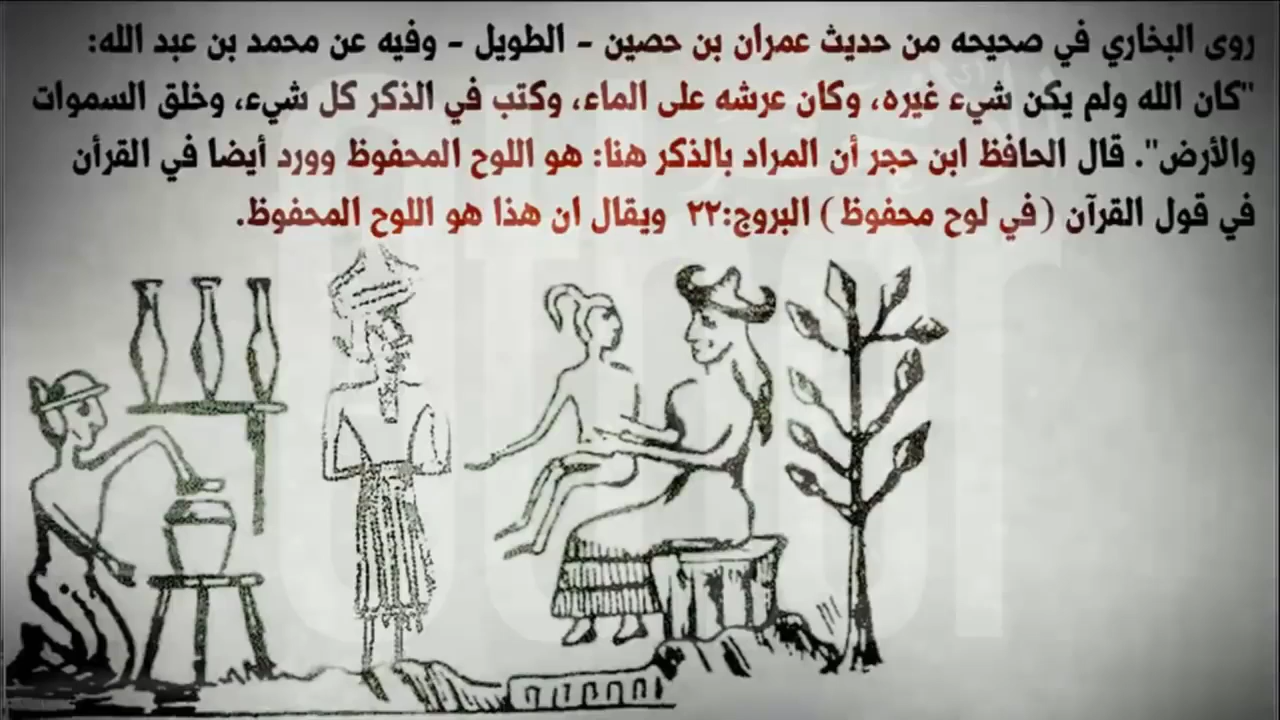 روى البخاري في صحيحه من حديث عمران بن حصين - الطويل - وفيه عن محمد بن عبد الله:
"كان الله ولم يكن شيء غيره، وكان عرشه على الماء، وكتب في الذكر كل شيء، وخلق السموات
والأرض". قال الحافظ ابن حجر أن المراد بالذكر هنا: هو اللوح المحفوظ وورد أيضا في القرأن
في قول القرآن (في لوح محفوظ) البروج:٢٢ ويقال ان هذا هو اللوح المحفوظ.